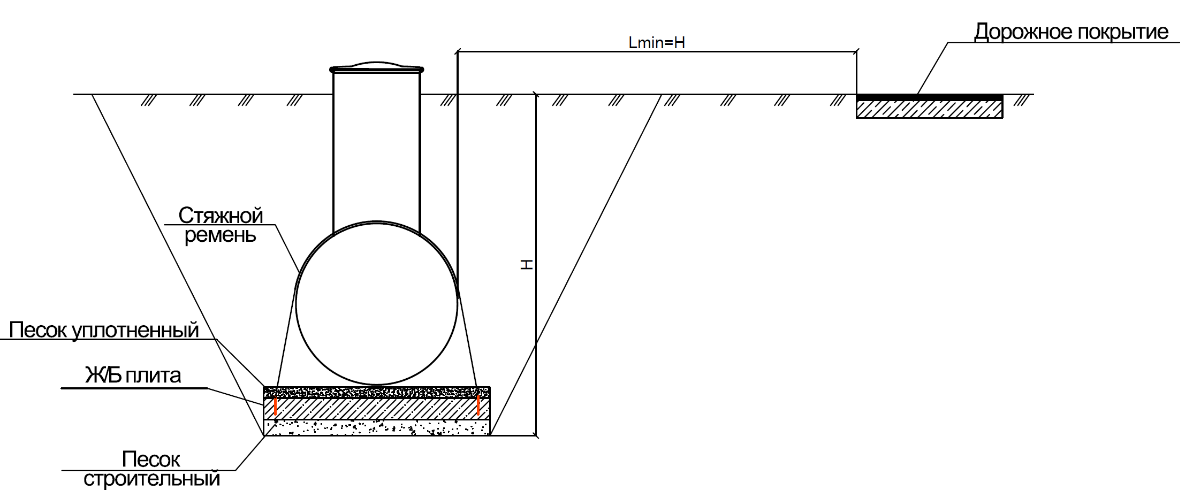 Дорожное покрытие
Lmin=H
Стяжной
ремень
H
Песок уплотненный
Ж/Б плита
Песок
строительный